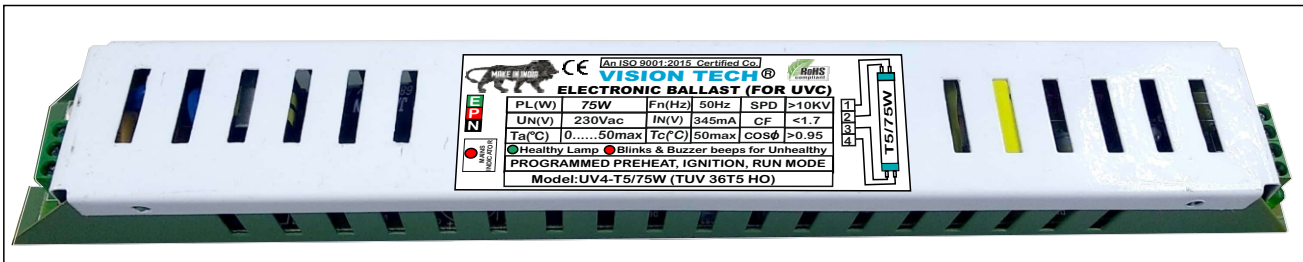 MAKE IN INDIA
CE An ISO 9001:2015 Certified Co.
VISION TECH®
RoHS
compliant
ELECTRONIC BALLAST (FOR UVC)
E
P
N
MAINS
INDICATOR
PL(W) 75W Fn(Hz) 50Hz SPD >10KV
UN(V) 230Vac IN(V) 345mA CF <1.7
Ta(°C) 0......50max Tc(°C) 50max COSϕ >0.95
Healthy Lamp Blinks & Buzzer beeps for Unhealthy
PROGRAMMED PREHEAT, IGNITION, RUN MODE
Model:UV4-T5/75W (TUV 36T5 HO)
1
2
3
4
T5/75W